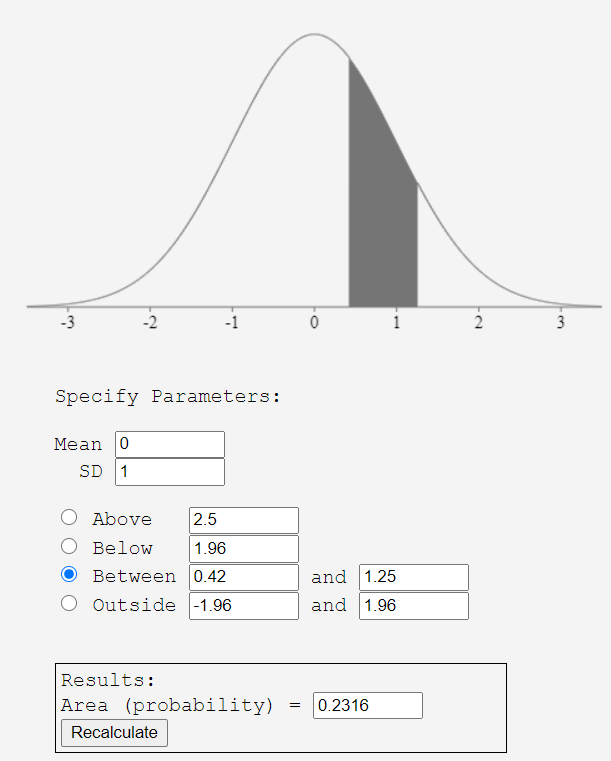 -3 -2 -1 0 1 2 3
Specify Parameters:
Mean 0
SD 1
Above 2.5
Below 1.96
Between 0.42 and 1.25
Outside -1.96 and 1.96
Results:
Area (probability) = 0.2316
Recalculate